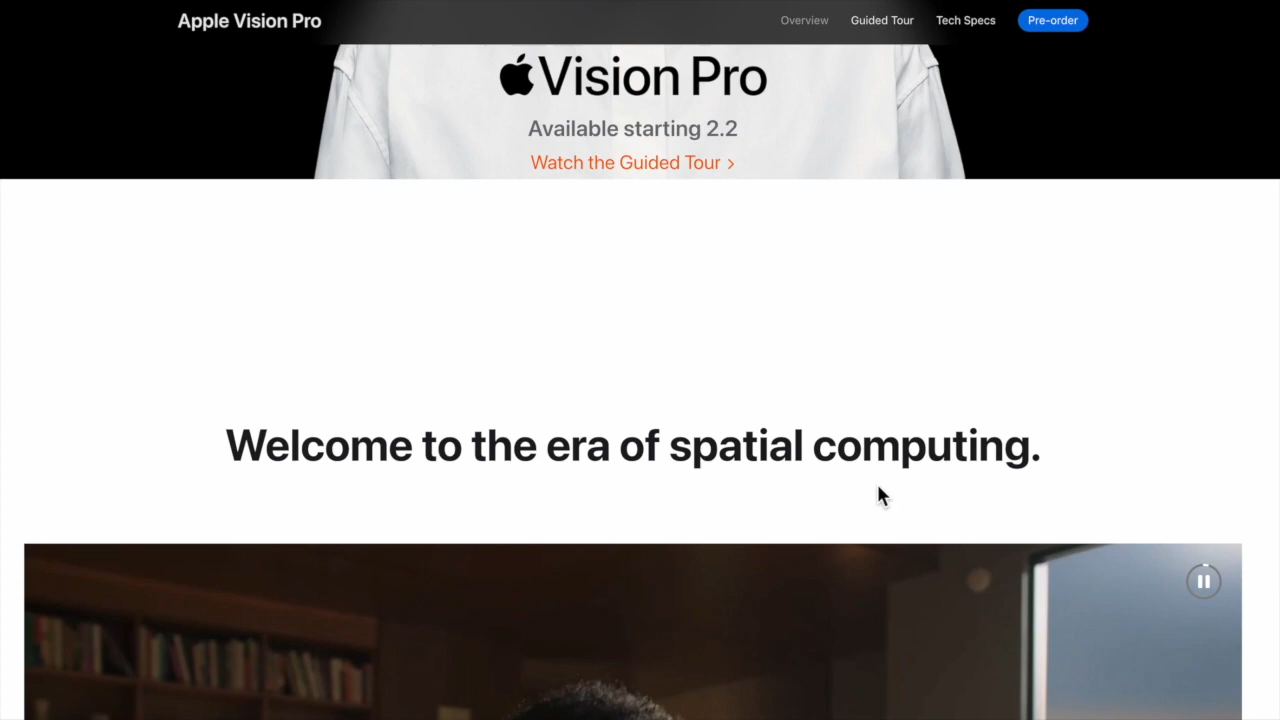 Apple Vision Pro
Overview
Guided Tour
Tech Specs
Pre-order
Vision Pro
Available starting 2.2
Watch the Guided Tour >
Welcome to the era of spatial computing.